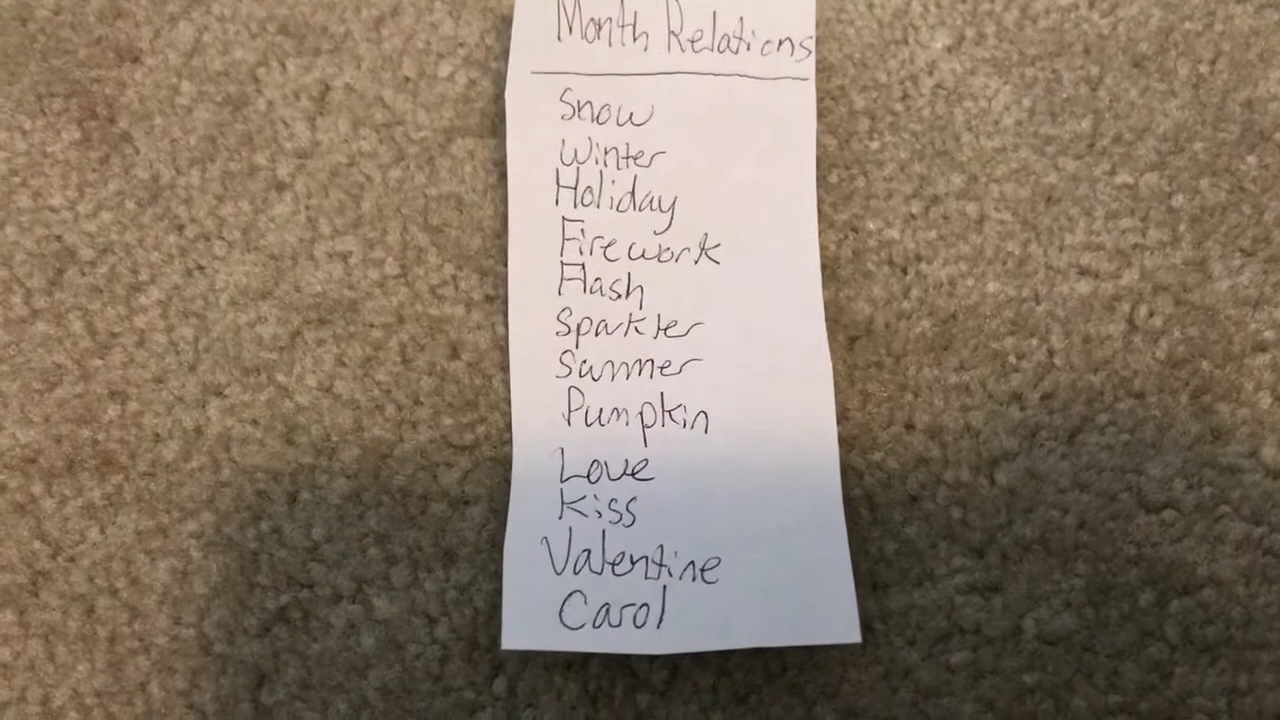 Month Relations
Snow
Winter
Holiday
Firework
Flash
Sparkler
Summer
Pumpkin
Love
Kiss
Valentine
Carol